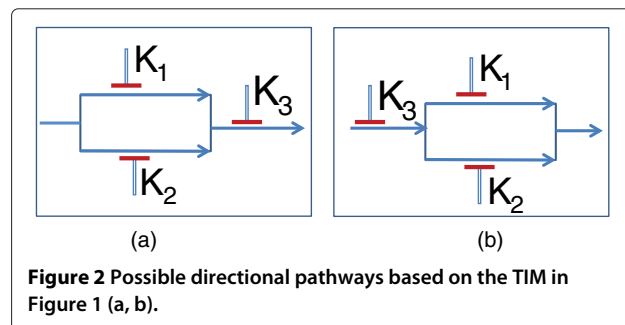 K1
K3
K2
(a)
K1
K3
K2
(b)
Figure 2 Possible directional pathways based on the TIM in
Figure 1 (a, b).